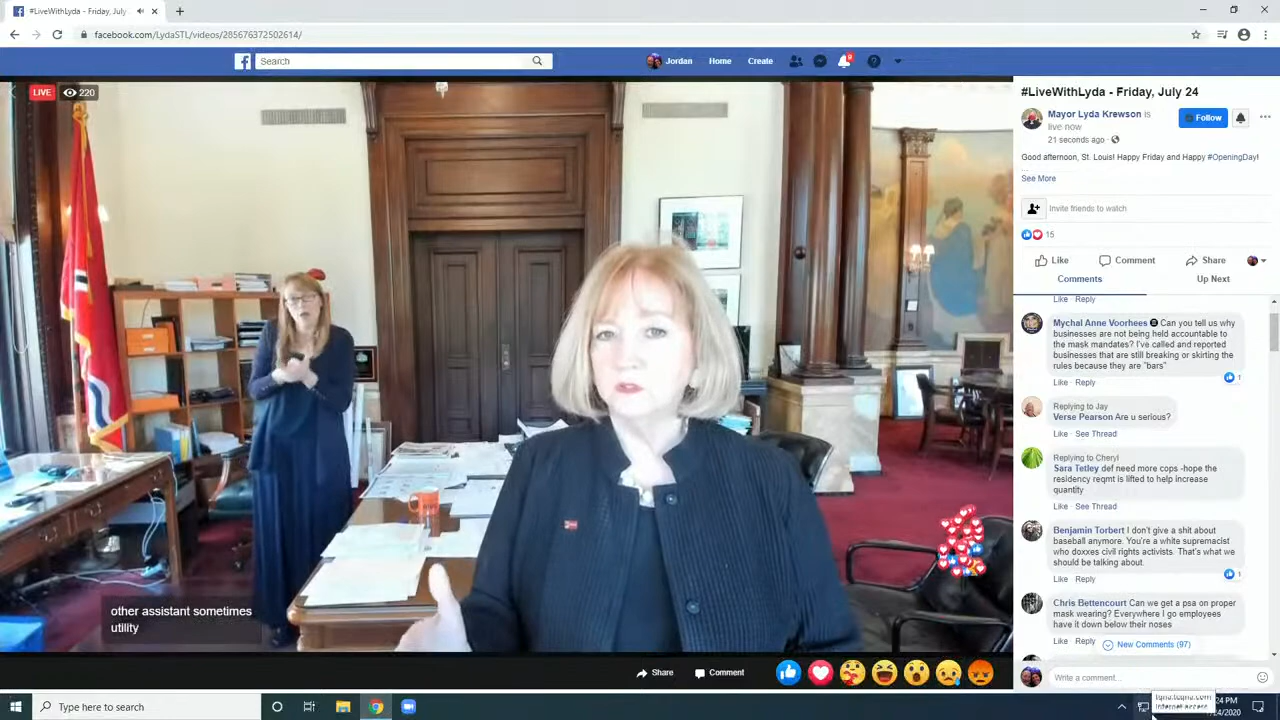 #LiveWithLyda - Friday, July
facebook.com/LydaSTL/videos/285676372502614/
Search
Jordan
Home
Create
LIVE
220
other assistant sometimes
utility
Share
Comment
#LiveWithLyda - Friday, July 24
Mayor Lyda Krewson is
live now
21 seconds ago
Follow
Good afternoon, St. Louis! Happy Friday and Happy #OpeningDay!
...
See More
Invite friends to watch
15
Like
Comment
Share
Comments
Up Next
Like Reply
Mychal Anne Voorhees Can you tell us why
businesses are not being held accountable to
the mask mandates? I've called and reported
businesses that are still breaking or skirting the
rules because they are "bars"
1
Like Reply
Replying to Jay
Verse Pearson Are u serious?
Like See Thread
Replying to Cheryl
Sara Tetley def need more cops -hope the
residency reqmt is lifted to help increase
quantity
Like See Thread
Benjamin Torbert I don't give a shit about
baseball anymore. You're a white supremacist
who doxxes civil rights activists. That's what we
should be talking about.
1
Like Reply
Chris Bettencourt Can we get a psa on proper
mask wearing? Everywhere I go employees
have it down below their noses
Like Reply
New Comments (97)
Write a comment...
Type here to search
Internet access
24 PM
/24/2020